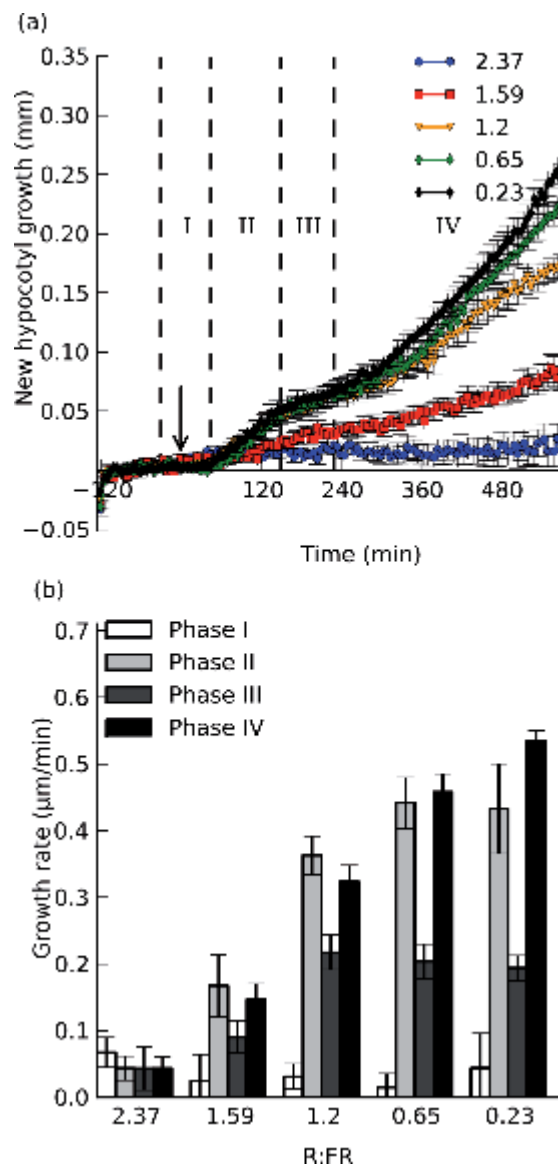 (a)
0.35
0.30
0.25
0.20
0.15
0.10
0.05
−0.05
New hypocotyl growth (mm)
I II III IV
2.37
1.59
1.2
0.65
0.23
−120 120 240 360 480
Time (min)
(b)
0.7
0.6
0.5
0.4
0.3
0.2
0.1
0.0
Growth rate (μm/min)
Phase I
Phase II
Phase III
Phase IV
2.37 1.59 1.2 0.65 0.23
R:FR